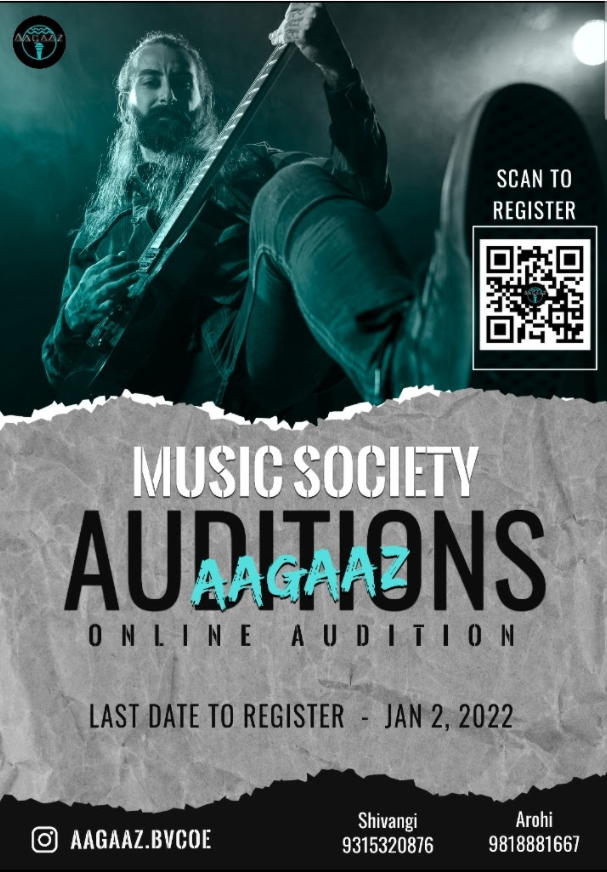 AAGAAZ
SCAN TO
REGISTER
MUSIC SOCIETY
AUDITIONS
AAGAAZ
ONLINE AUDITION
LAST DATE TO REGISTER - JAN 2, 2022
AAGAAZ.BVCOE
Shivangi
9315320876
Arohi
9818881667